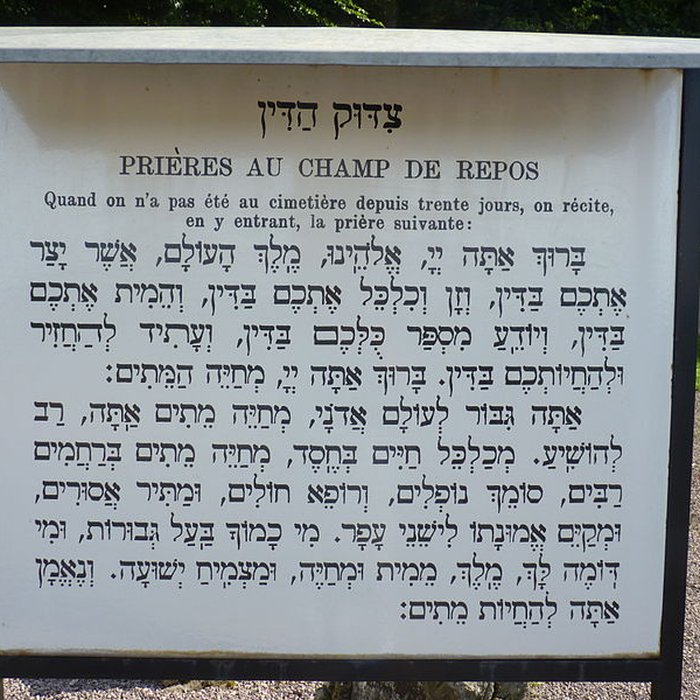 צִדּוּק הַדִּין
PRIÈRES AU CHAMP DE REPOS
Quand on n'a pas été au cimetière depuis trente jours, on récite,
en y entrant, la prière suivante:
בָּרוּךְ אַתָּה יְיָ, אֱלֹהֵינוּ, מֶלֶךְ הָעוֹלָם, אֲשֶׁר יָצַר
אֶתְכֶם בַּדִּין, וְזָן וְכִלְכֵּל אֶתְכֶם בַּדִּין, וְהֵמִית אֶתְכֶם
בַּדִּין, וְיוֹדֵעַ מִסְפַּר כֻּלְּכֶם בַּדִּין, וְעָתִיד לְהַחֲזִיר
וּלְהַחֲיוֹתְכֶם בַּדִּין. בָּרוּךְ אַתָּה יְיָ, מְחַיֵּה הַמֵּתִים:
אַתָּה גִּבּוֹר לְעוֹלָם אֲדֹנָי, מְחַיֵּה מֵתִים אַתָּה, רַב
לְהוֹשִׁיעַ. מְכַלְכֵּל חַיִּים בְּחֶסֶד, מְחַיֵּה מֵתִים בְּרַחֲמִים
רַבִּים, סוֹמֵךְ נוֹפְלִים, וְרוֹפֵא חוֹלִים, וּמַתִּיר אֲסוּרִים,
וּמְקַיֵּם אֱמוּנָתוֹ לִישֵׁנֵי עָפָר. מִי כָמוֹךָ בַּעַל גְּבוּרוֹת, וּמִי
דּוֹמֶה לָּךְ, מֶלֶךְ, מֵמִית וּמְחַיֶּה, וּמַצְמִיחַ יְשׁוּעָה. וְנֶאֱמָן
אַתָּה לְהַחֲיוֹת מֵתִים: